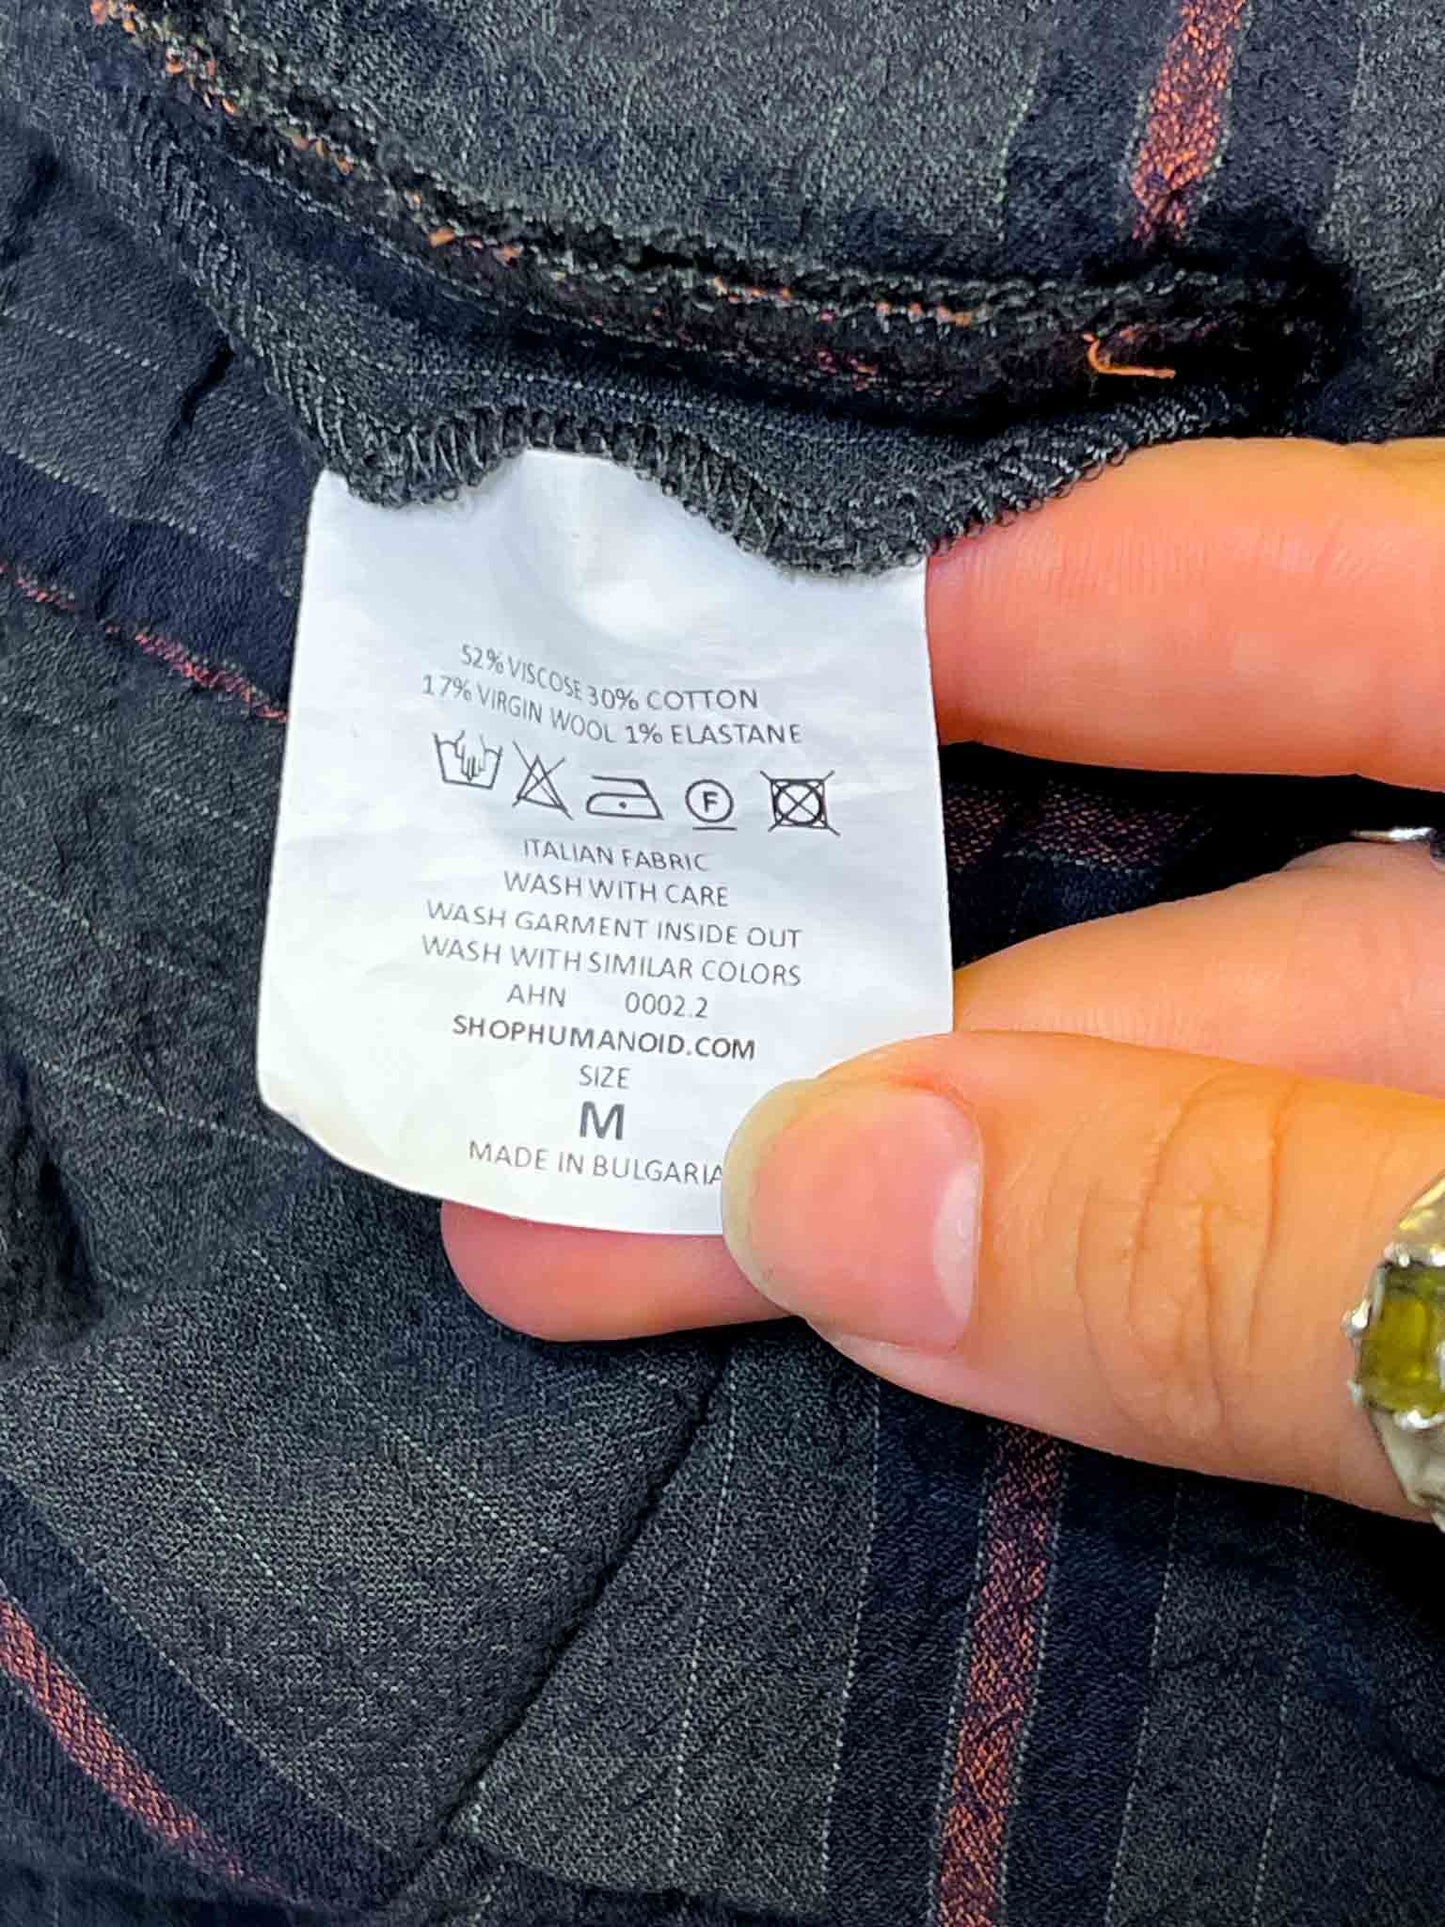 52% VISCOSE 30% COTTON
17% VIRGIN WOOL 1% ELASTANE
F
ITALIAN FABRIC
WASH WITH CARE
WASH GARMENT INSIDE OUT
WASH WITH SIMILAR COLORS
AHN 0002.2
SHOPHUMANOID.COM
SIZE
M
MADE IN BULGARIA